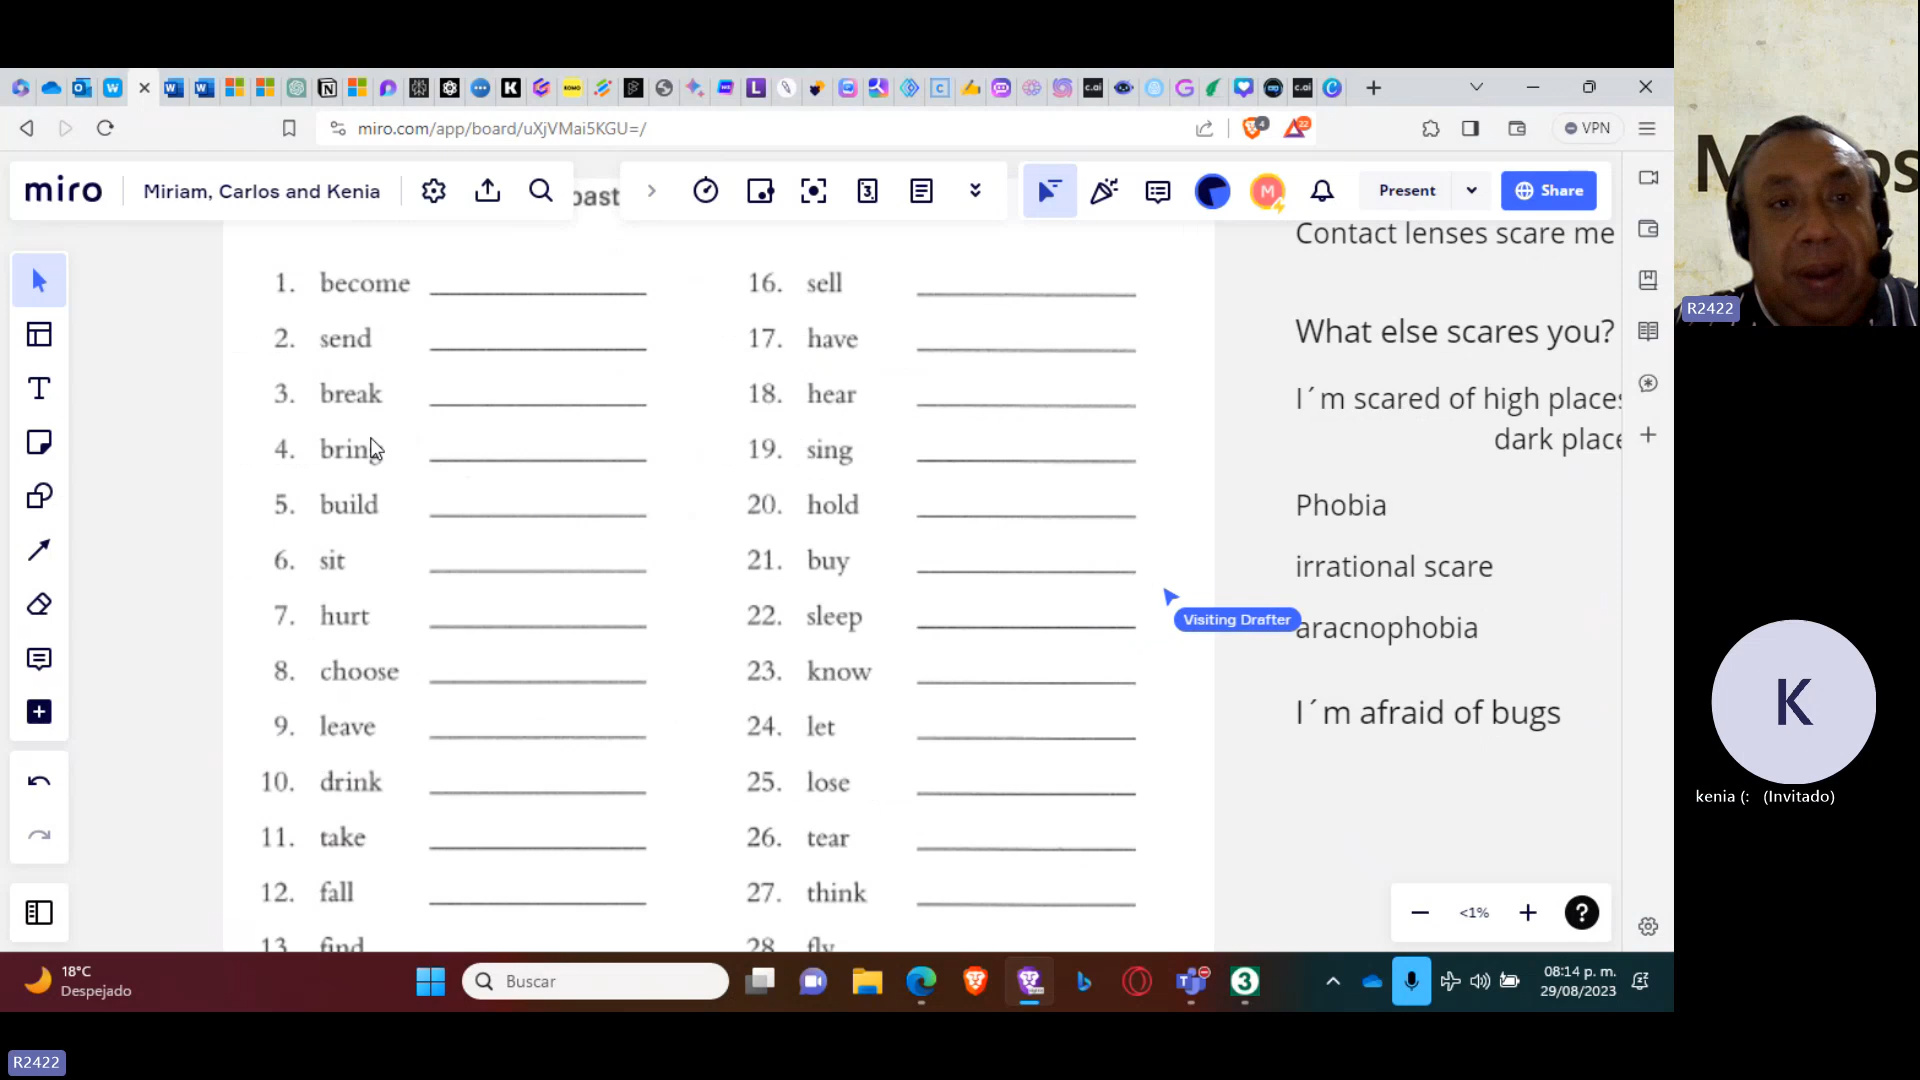 miro.com/app/board/uXjVMai5KGU=/
VPN
miro
Miriam, Carlos and Kenia
past
Present
Share
1. become
2. send
3. break
4. bring
5. build
6. sit
7. hurt
8. choose
9. leave
10. drink
11. take
12. fall
13. find
16. sell
17. have
18. hear
19. sing
20. hold
21. buy
22. sleep
23. know
24. let
25. lose
26. tear
27. think
28. fly
Visiting Drafter
Contact lenses scare me
What else scares you?
I´m scared of high places
dark place
Phobia
irrational scare
aracnophobia
I´m afraid of bugs
<1%
18°C
Despejado
Buscar
08:14 p. m.
29/08/2023
R2422
K
kenia (: (Invitado)
R2422